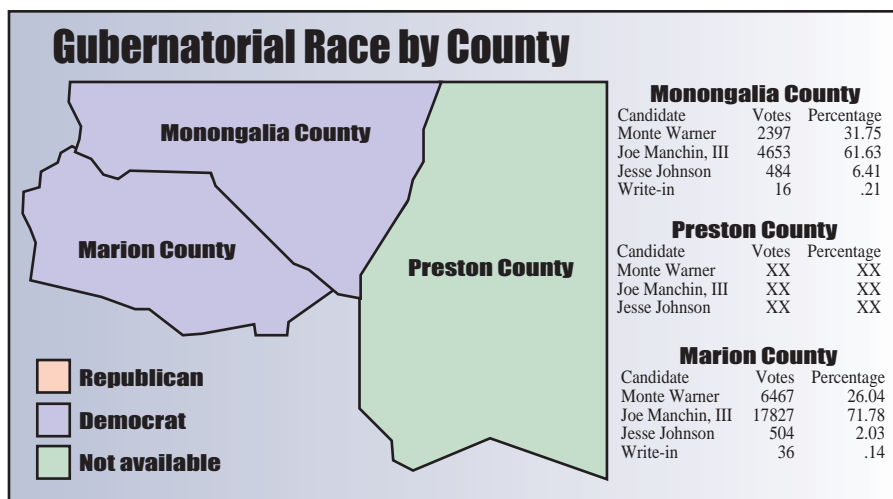 Gubernatorial Race by County
Monongalia County
Marion County
Preston County
Republican
Democrat
Not available
Monongalia County
Candidate Votes Percentage
Monte Warner 2397 31.75
Joe Manchin, III 4653 61.63
Jesse Johnson 484 6.41
Write-in 16 .21
Preston County
Candidate Votes Percentage
Monte Warner XX XX
Joe Manchin, III XX XX
Jesse Johnson XX XX
Marion County
Candidate Votes Percentage
Monte Warner 6467 26.04
Joe Manchin, III 17827 71.78
Jesse Johnson 504 2.03
Write-in 36 .14